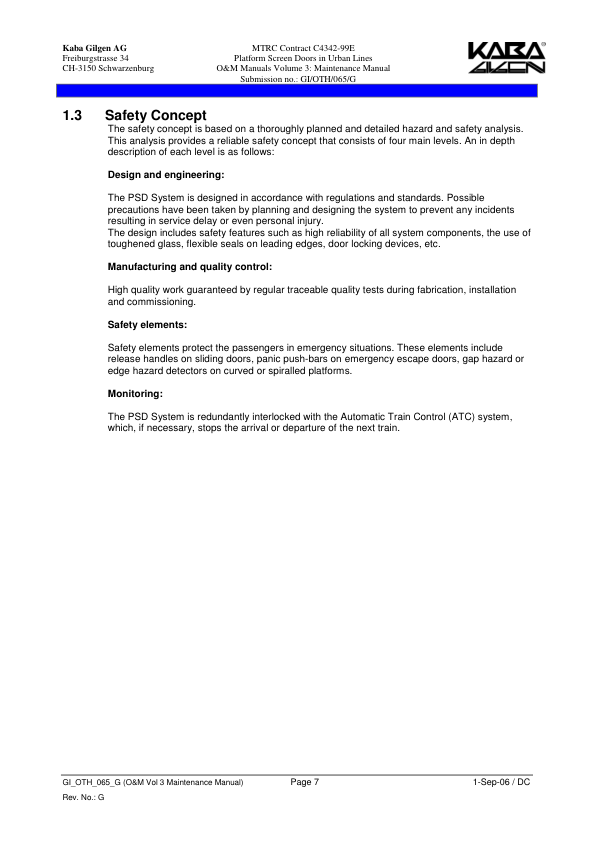 Kaba Gilgen AG
Freiburgstrasse 34
CH-3150 Schwarzenburg
MTRC Contract C4342-99E
Platform Screen Doors in Urban Lines
O&M Manuals Volume 3: Maintenance Manual
Submission no.: GI/OTH/065/G
KABA®
GILGEN
1.3 Safety Concept
The safety concept is based on a thoroughly planned and detailed hazard and safety analysis.
This analysis provides a reliable safety concept that consists of four main levels. An in depth
description of each level is as follows:
Design and engineering:
The PSD System is designed in accordance with regulations and standards. Possible
precautions have been taken by planning and designing the system to prevent any incidents
resulting in service delay or even personal injury.
The design includes safety features such as high reliability of all system components, the use of
toughened glass, flexible seals on leading edges, door locking devices, etc.
Manufacturing and quality control:
High quality work guaranteed by regular traceable quality tests during fabrication, installation
and commissioning.
Safety elements:
Safety elements protect the passengers in emergency situations. These elements include
release handles on sliding doors, panic push-bars on emergency escape doors, gap hazard or
edge hazard detectors on curved or spiralled platforms.
Monitoring:
The PSD System is redundantly interlocked with the Automatic Train Control (ATC) system,
which, if necessary, stops the arrival or departure of the next train.
GI_OTH_065_G (O&M Vol 3 Maintenance Manual) Page 7 1-Sep-06 / DC
Rev. No.: G